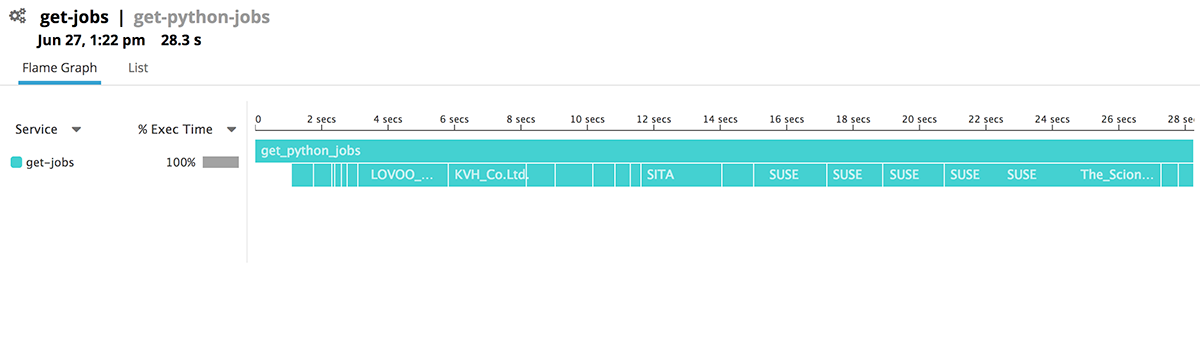 get-jobs | get-python-jobs
Jun 27, 1:22 pm 28.3 s
Flame Graph List
Service % Exec Time
0 2 secs 4 secs 6 secs 8 secs 10 secs 12 secs 14 secs 16 secs 18 secs 20 secs 22 secs 24 secs 26 secs 28 se
get_python_jobs
get-jobs 100%
LOVOO_... KVH_Co.Ltd. SITA SUSE SUSE SUSE SUSE SUSE The_Scion...